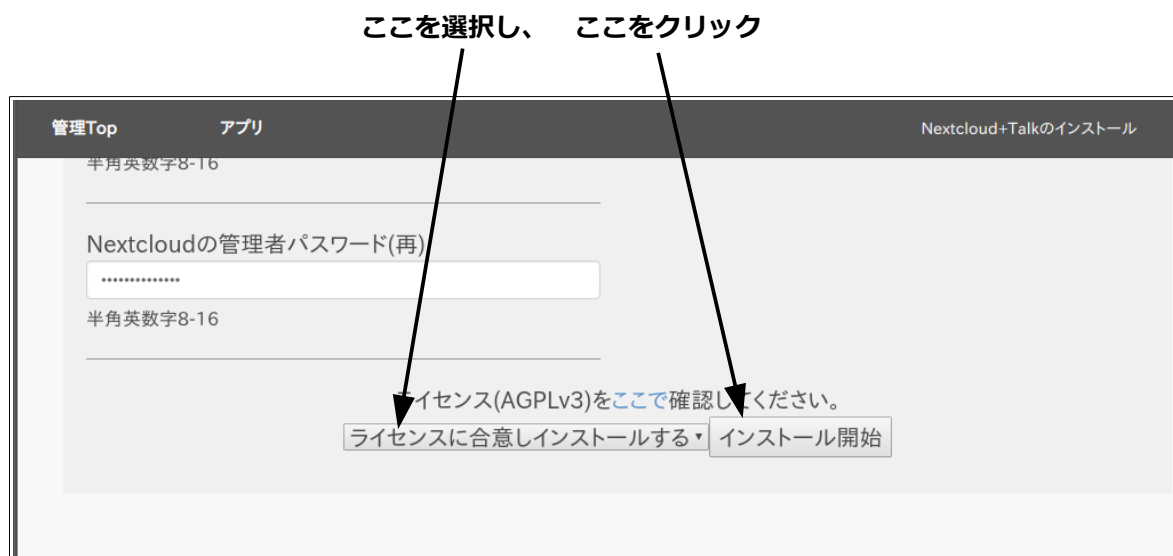 ここを選択し、 ここをクリック
管理Top アプリ Nextcloud+Talkのインストール
半角英数字8-16
Nextcloudの管理者パスワード(再)
••••••••••••••
半角英数字8-16
ライセンス(AGPLv3)をここで確認してください。
ライセンスに合意しインストールする▾ インストール開始